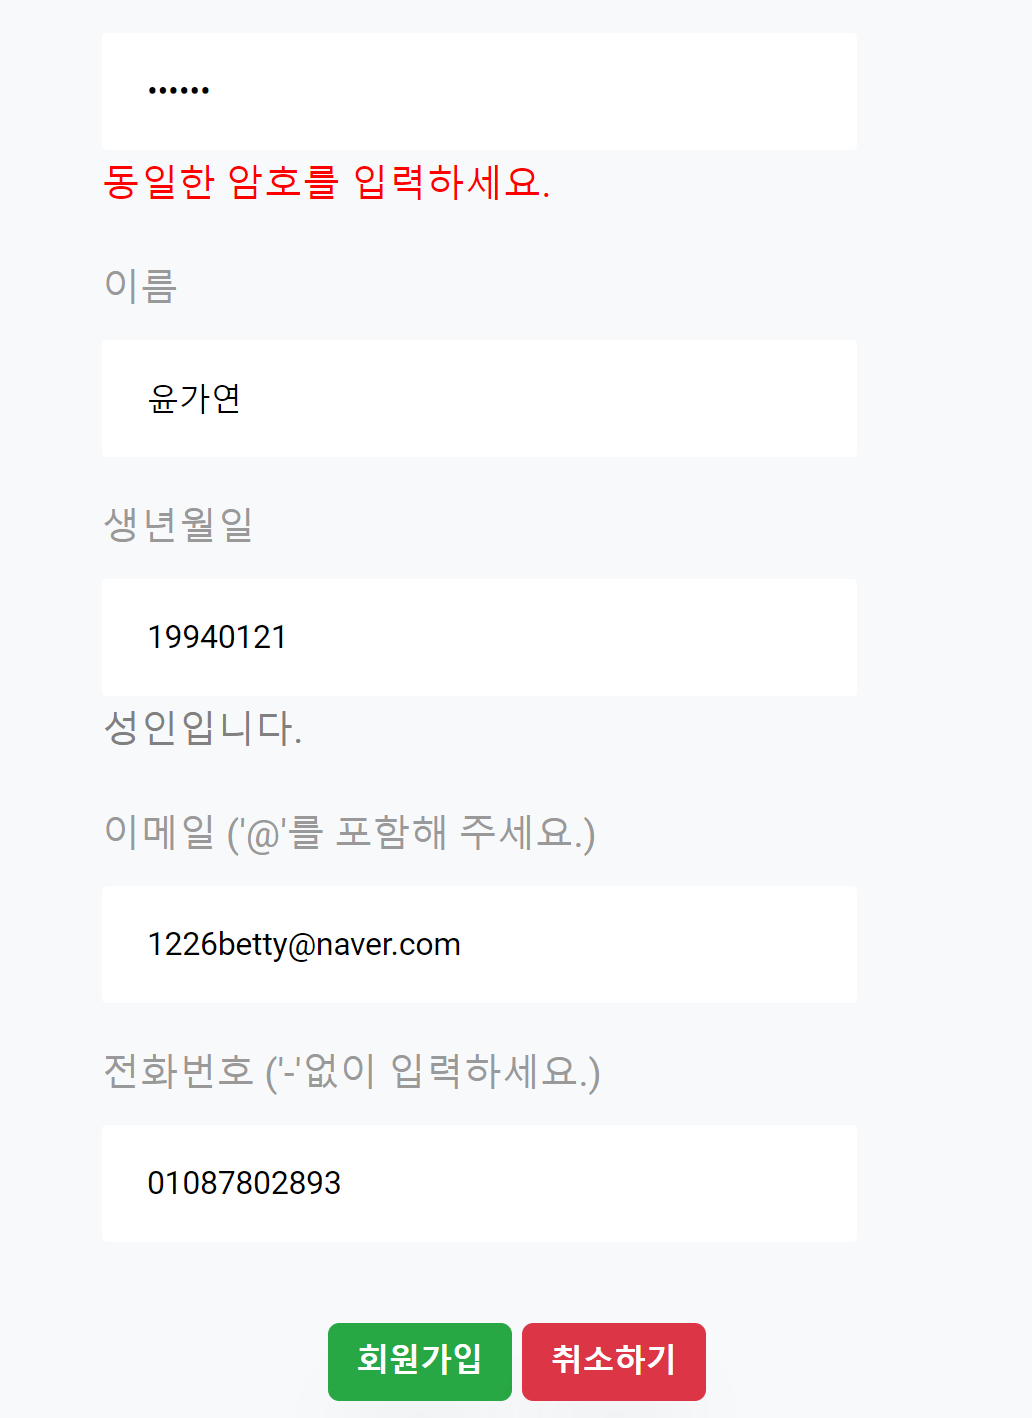 ••••••
동일한 암호를 입력하세요.
이름
윤가연
생년월일
19940121
성인입니다.
이메일 ('@'를 포함해 주세요.)
1226betty@naver.com
전화번호 ('-'없이 입력하세요.)
01087802893
회원가입 취소하기